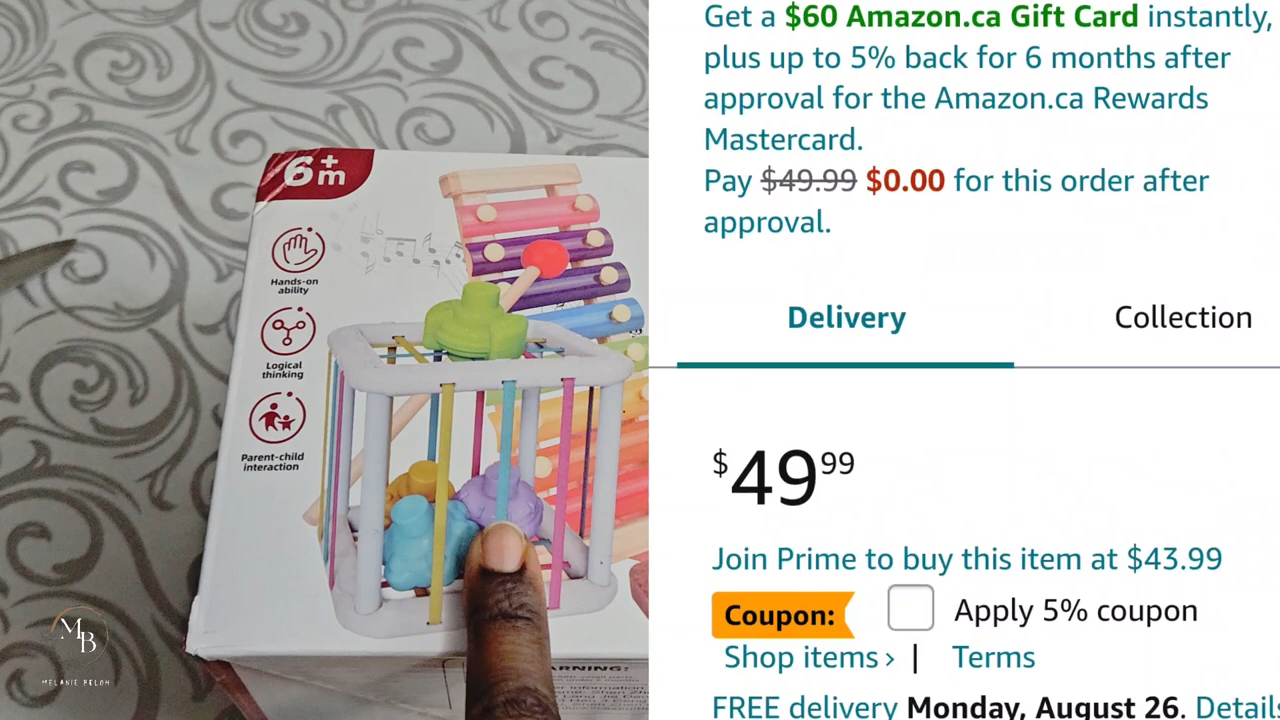 6+m
Hands-on
ability
Logical
thinking
Parent-child
interaction
MB
MELANIE BELOH
Get a $60 Amazon.ca Gift Card instantly,
plus up to 5% back for 6 months after
approval for the Amazon.ca Rewards
Mastercard.
Pay $49.99 $0.00 for this order after
approval.
Delivery
Collection
$49.99
Join Prime to buy this item at $43.99
Coupon: Apply 5% coupon
Shop items › | Terms
FREE delivery Monday, August 26. Details